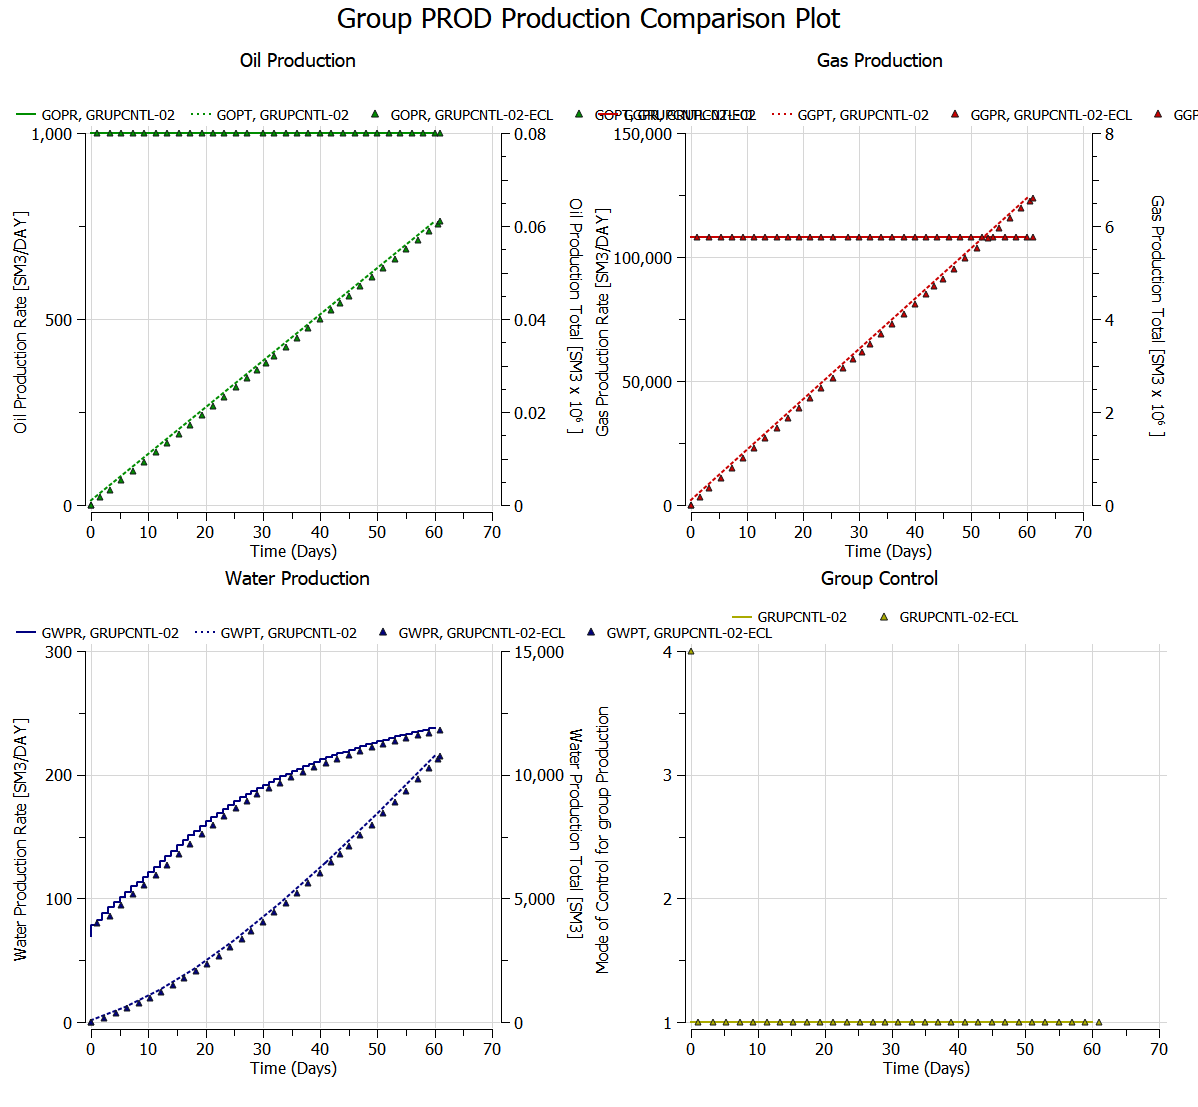 Group PROD Production Comparison Plot
Oil Production
GOPR, GRUPCNTL-02 GOPT, GRUPCNTL-02 GOPR, GRUPCNTL-02-ECL GOPT, GRUPCNTL-02-ECL
1,000
500
0
0.08
0.06
0.04
0.02
0
0 10 20 30 40 50 60 70
Oil Production Rate [SM3/DAY]
Oil Production Total [SM3 x 10⁶ ]
Time (Days)
Gas Production
GGPR, GRUPCNTL-02 GGPT, GRUPCNTL-02 GGPR, GRUPCNTL-02-ECL GGP
150,000
100,000
50,000
0
8
6
4
2
0
0 10 20 30 40 50 60 70
Gas Production Rate [SM3/DAY]
Gas Production Total [SM3 x 10⁶ ]
Time (Days)
Water Production
GWPR, GRUPCNTL-02 GWPT, GRUPCNTL-02 GWPR, GRUPCNTL-02-ECL GWPT, GRUPCNTL-02-ECL
300
200
100
0
15,000
10,000
5,000
0
0 10 20 30 40 50 60 70
Water Production Rate [SM3/DAY]
Water Production Total [SM3]
Time (Days)
Group Control
GRUPCNTL-02 GRUPCNTL-02-ECL
4
3
2
1
0 10 20 30 40 50 60 70
Mode of Control for group Production
Time (Days)